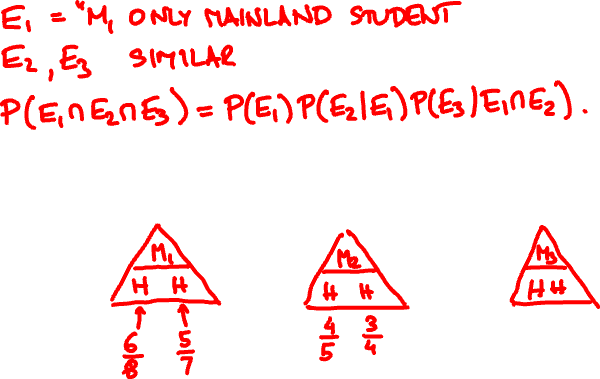 E₁ = "M₁ ONLY MAINLAND STUDENT
E₂, E₃ SIMILAR
P(E₁∩E₂∩E₃) = P(E₁)P(E₂|E₁)P(E₃|E₁∩E₂).
M₁ M₂ M₃
H H H H H H
6/8 5/7 4/5 3/4